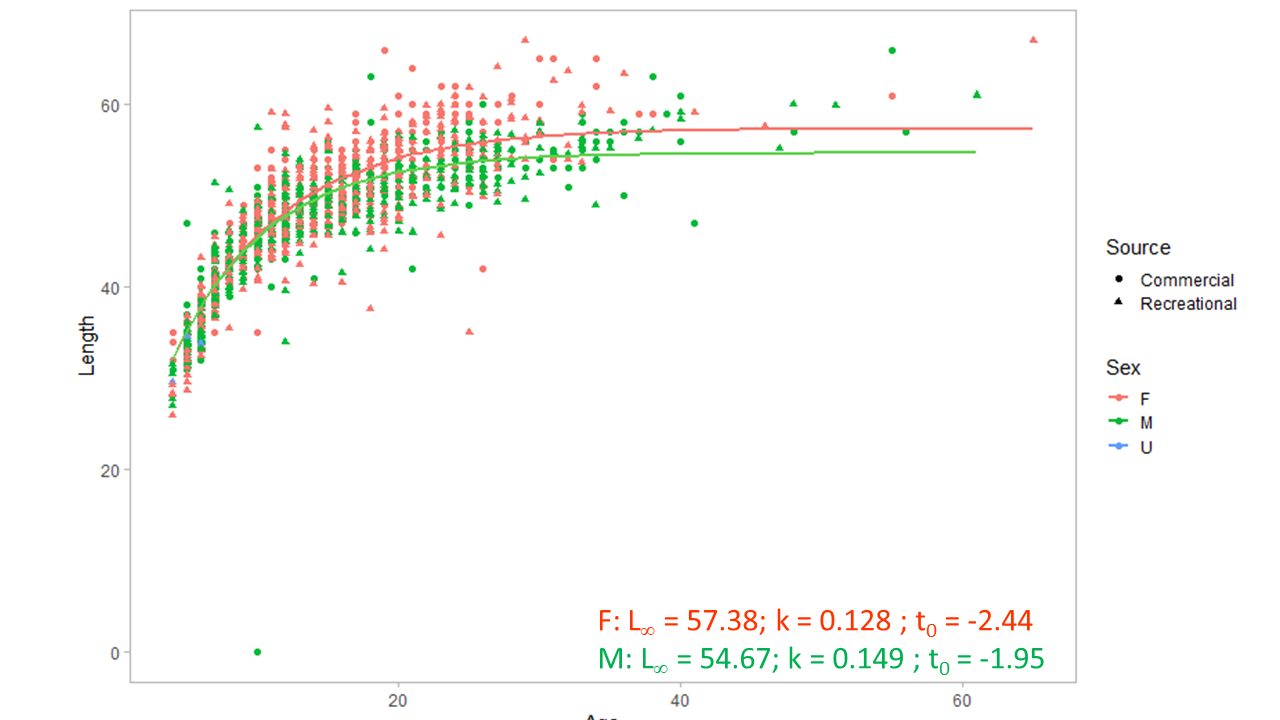 60
40
20
0
Length
20 40 60
Age
F: L∞ = 57.38; k = 0.128 ; t0 = -2.44
M: L∞ = 54.67; k = 0.149 ; t0 = -1.95
Source
Commercial
Recreational
Sex
F
M
U